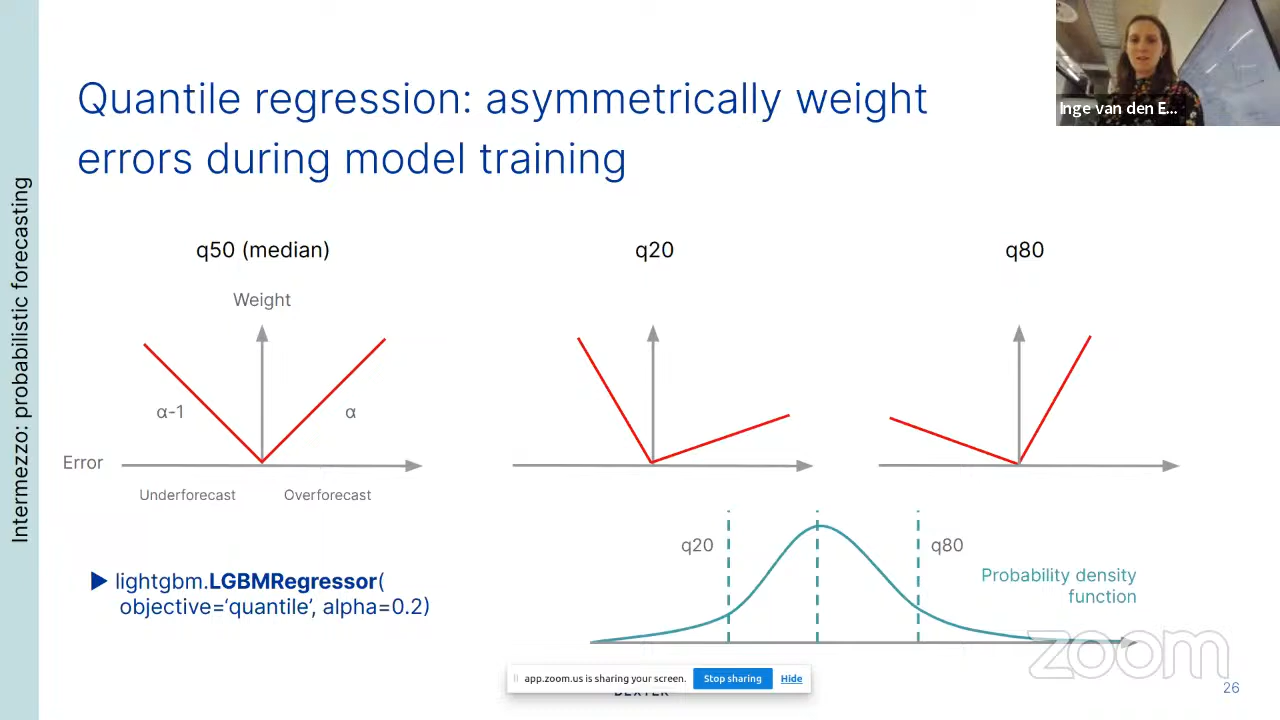 Inge van den E...
Quantile regression: asymmetrically weight
errors during model training
Intermezzo: probabilistic forecasting
q50 (median)
q20
q80
Weight
α-1
α
Error
Underforecast
Overforecast
q20
q80
Probability density
function
▶ lightgbm.LGBMRegressor(
objective=‘quantile’, alpha=0.2)
zoom
app.zoom.us is sharing your screen.
Stop sharing
Hide
26